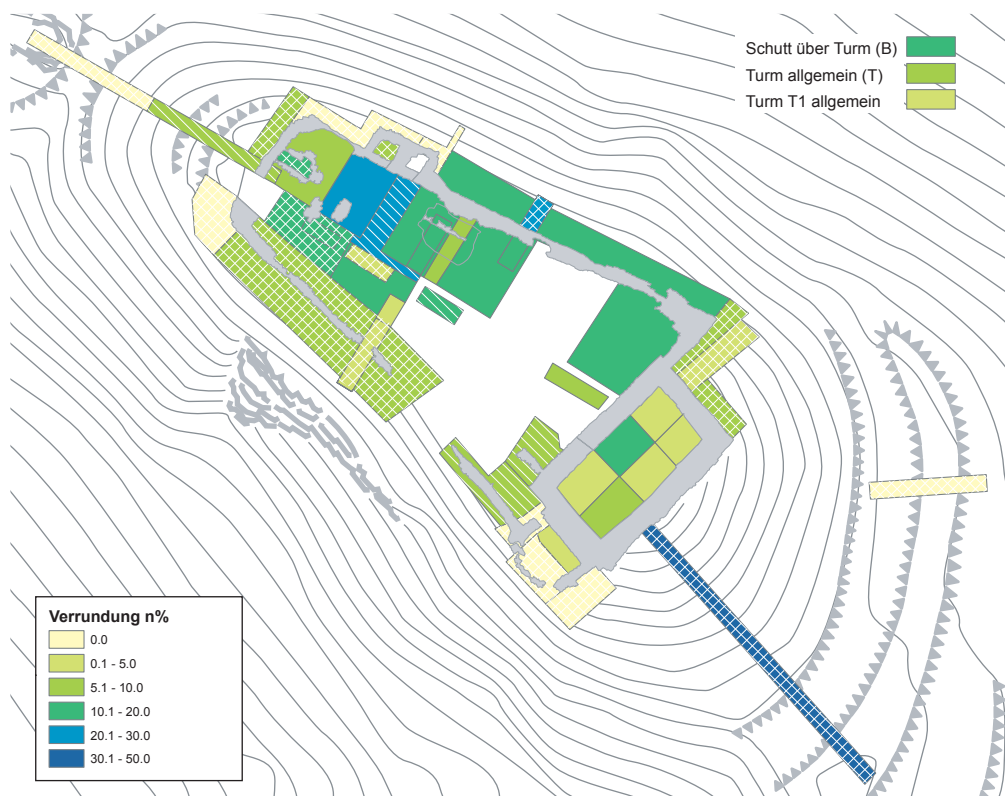 Schutt über Turm (B)
Turm allgemein (T)
Turm T1 allgemein
Verrundung n%
0.0
0.1 - 5.0
5.1 - 10.0
10.1 - 20.0
20.1 - 30.0
30.1 - 50.0